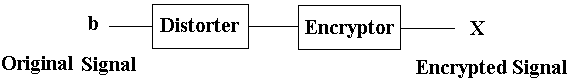 b
Distorter
Encryptor
X
Original Signal
Encrypted Signal